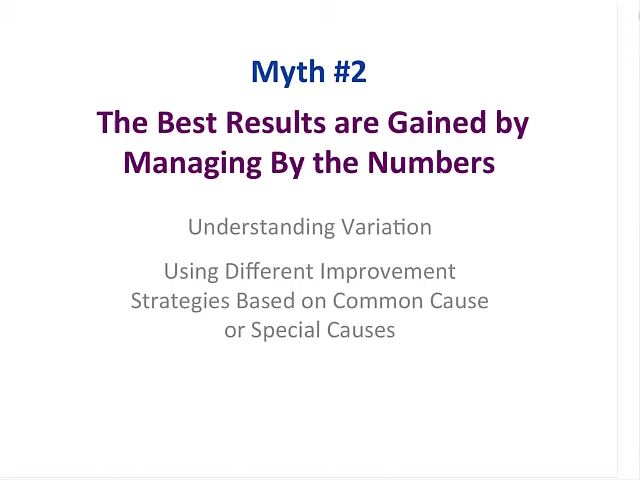 Myth #2
The Best Results are Gained by
Managing By the Numbers
Understanding Variation
Using Different Improvement
Strategies Based on Common Cause
or Special Causes